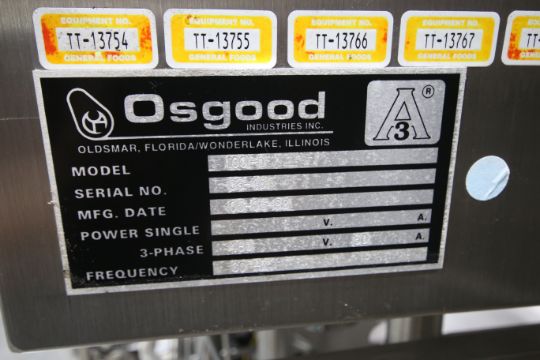 EQUIPMENT NO. EQUIPMENT NO. EQUIPMENT NO. EQUIPMENT NO.
TT-13754 TT-13755 TT-13766 TT-13767 TT-
GENERAL FOODS GENERAL FOODS GENERAL FOODS GENERAL FOODS
Osgood
INDUSTRIES INC.
A ®
3
OLDSMAR, FLORIDA/WONDERLAKE, ILLINOIS
MODEL
SERIAL NO.
MFG. DATE
POWER SINGLE V. A.
3-PHASE V. A.
FREQUENCY